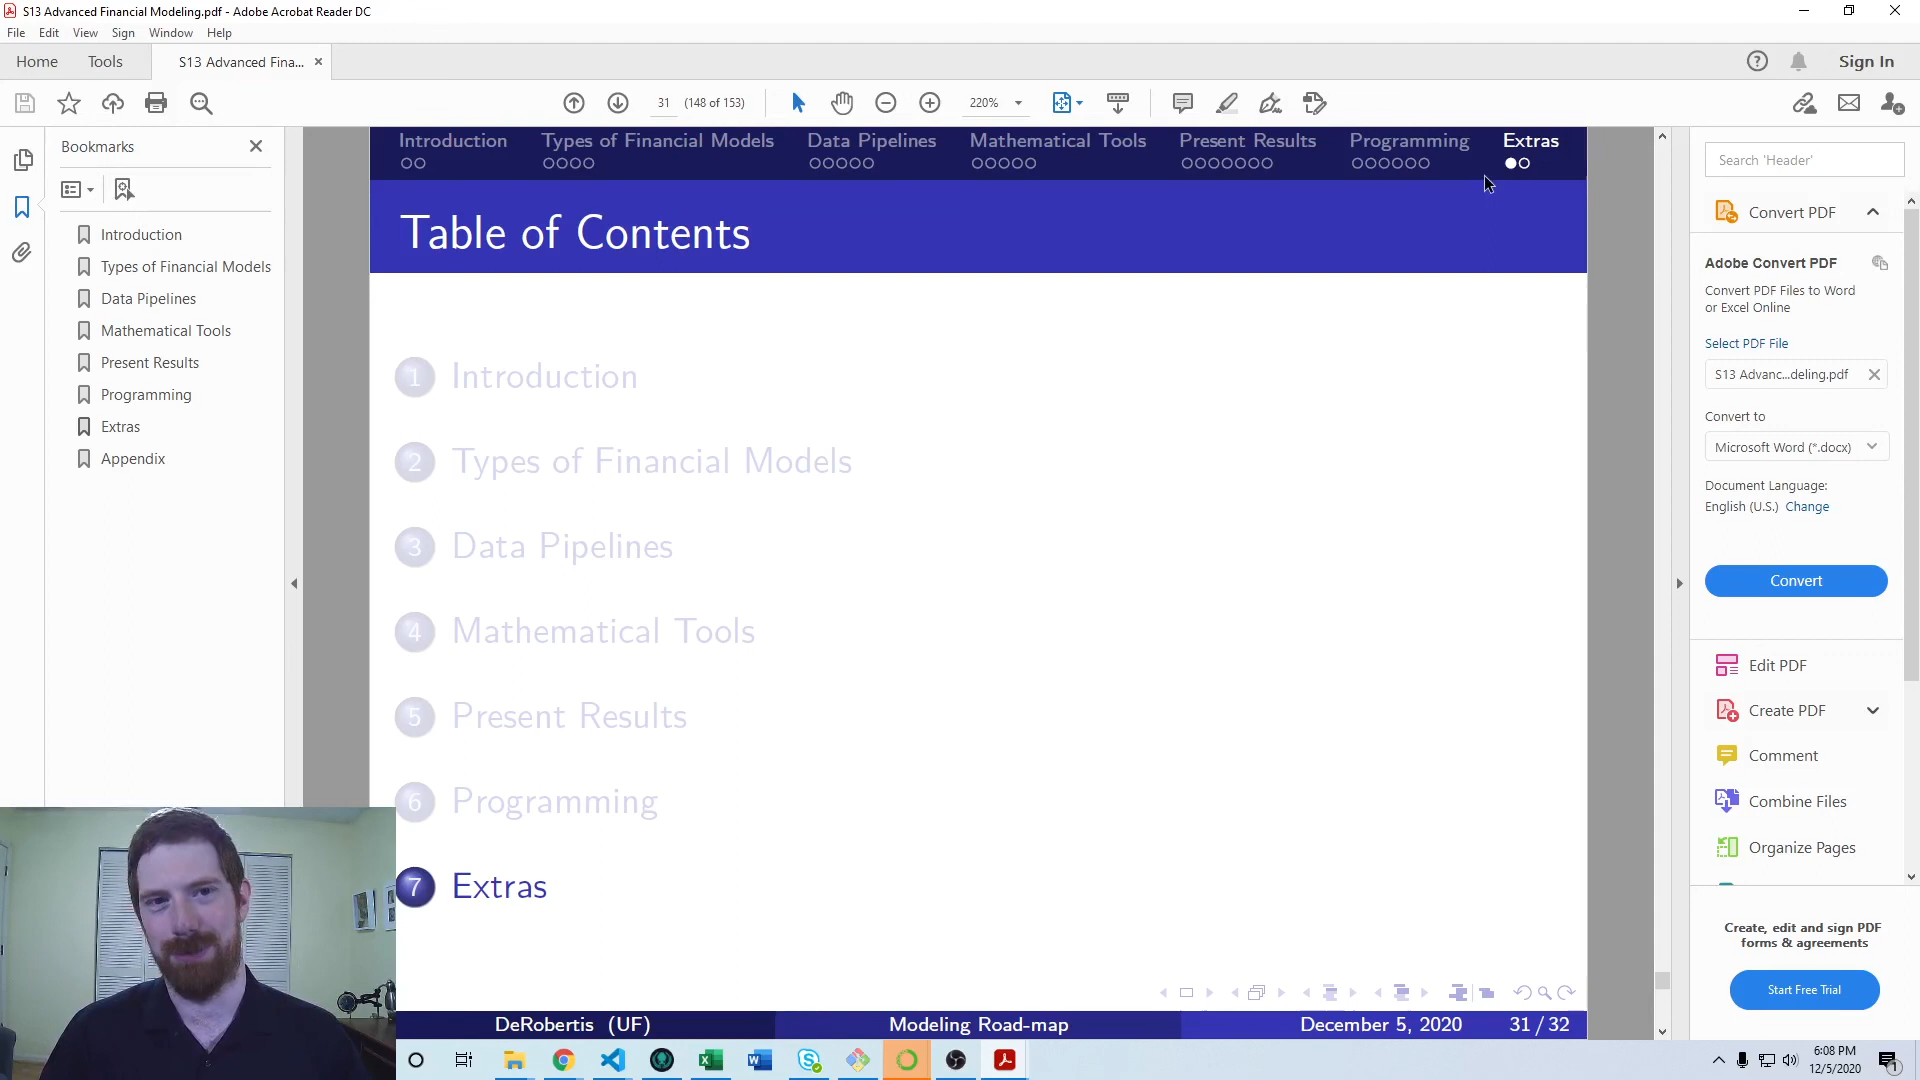 S13 Advanced Financial Modeling.pdf - Adobe Acrobat Reader DC
File Edit View Sign Window Help
Home Tools S13 Advanced Fina... Sign In
31 (148 of 153) 220%
Bookmarks
Introduction
Types of Financial Models
Data Pipelines
Mathematical Tools
Present Results
Programming
Extras
Appendix
Introduction Types of Financial Models Data Pipelines Mathematical Tools Present Results Programming Extras
Table of Contents
1 Introduction
2 Types of Financial Models
3 Data Pipelines
4 Mathematical Tools
5 Present Results
6 Programming
7 Extras
DeRobertis (UF) Modeling Road-map December 5, 2020 31 / 32
Search 'Header'
Convert PDF
Adobe Convert PDF
Convert PDF Files to Word
or Excel Online
Select PDF File
S13 Advanc...deling.pdf
Convert to
Microsoft Word (*.docx)
Document Language:
English (U.S.) Change
Convert
Edit PDF
Create PDF
Comment
Combine Files
Organize Pages
Create, edit and sign PDF
forms & agreements
Start Free Trial
6:08 PM
12/5/2020
1